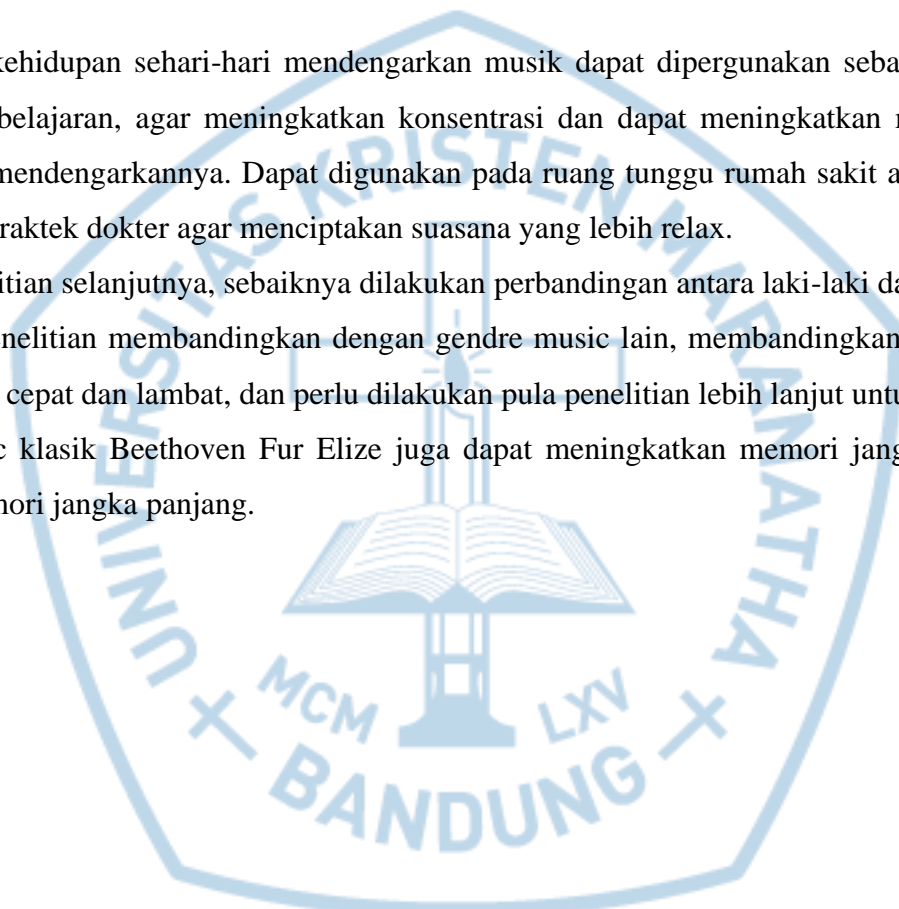 kehidupan sehari-hari mendengarkan musik dapat dipergunakan seba
belajaran, agar meningkatkan konsentrasi dan dapat meningkatkan
mendengarkannya. Dapat digunakan pada ruang tunggu rumah sakit a
raktek dokter agar menciptakan suasana yang lebih relax.
itian selanjutnya, sebaiknya dilakukan perbandingan antara laki-laki da
enelitian membandingkan dengan gendre music lain, membandingkan
cepat dan lambat, dan perlu dilakukan pula penelitian lebih lanjut untu
c klasik Beethoven Fur Elize juga dapat meningkatkan memori jang
nori jangka panjang.
UNIVERSITAS KRISTEN MARANATHA
MCM LXV
BANDUNG